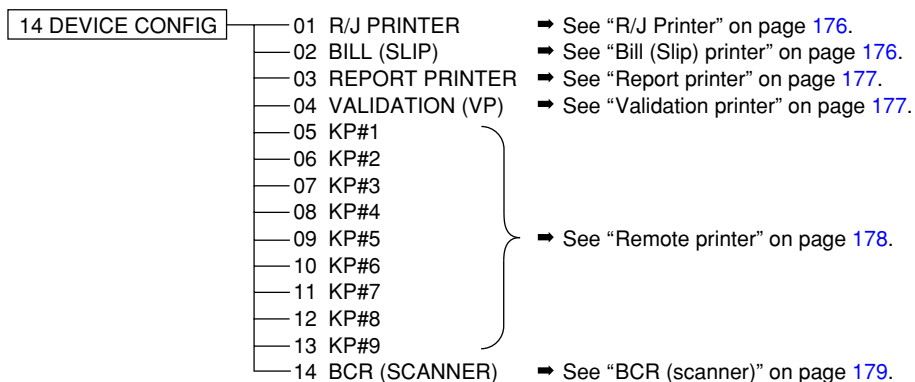 14 DEVICE CONFIG
01 R/J PRINTER ➡ See “R/J Printer” on page 176.
02 BILL (SLIP) ➡ See “Bill (Slip) printer” on page 176.
03 REPORT PRINTER ➡ See “Report printer” on page 177.
04 VALIDATION (VP) ➡ See “Validation printer” on page 177.
05 KP#1
06 KP#2
07 KP#3
08 KP#4
09 KP#5 ➡ See “Remote printer” on page 178.
10 KP#6
11 KP#7
12 KP#8
13 KP#9
14 BCR (SCANNER) ➡ See “BCR (scanner)” on page 179.